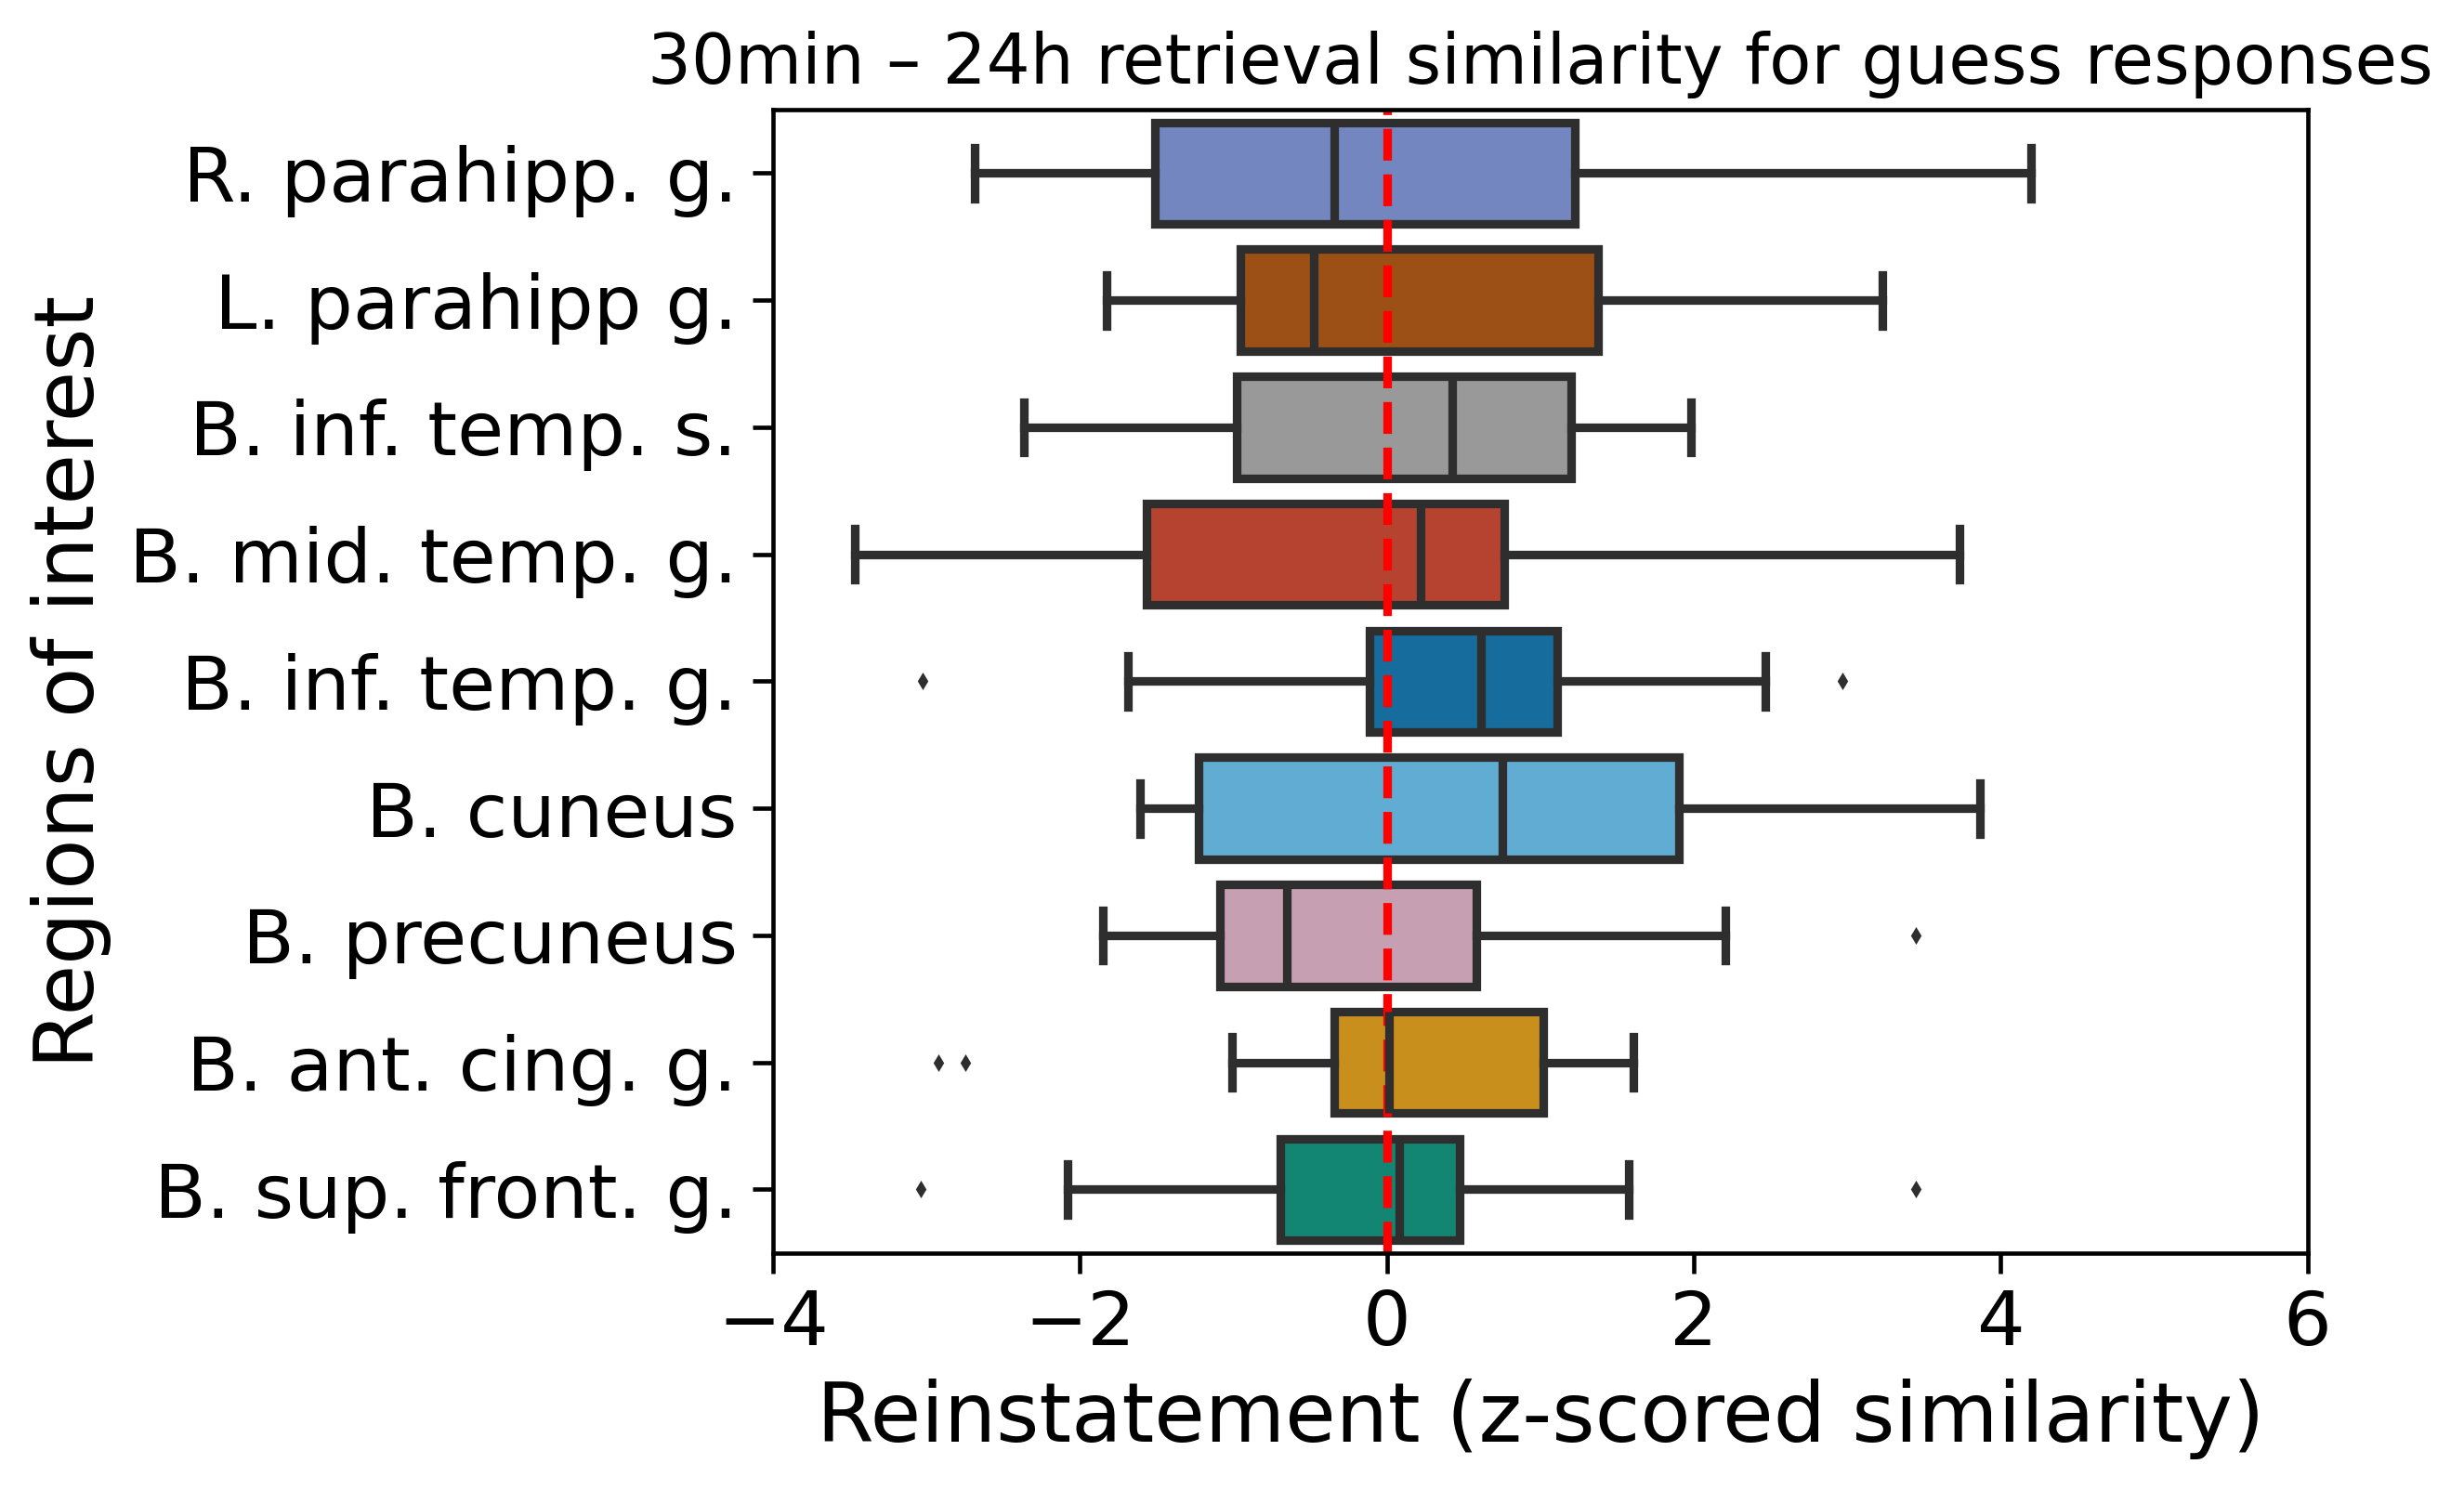 30min – 24h retrieval similarity for guess responses
Regions of interest
R. parahipp. g.
L. parahipp g.
B. inf. temp. s.
B. mid. temp. g.
B. inf. temp. g.
B. cuneus
B. precuneus
B. ant. cing. g.
B. sup. front. g.
−4 −2 0 2 4 6
Reinstatement (z-scored similarity)